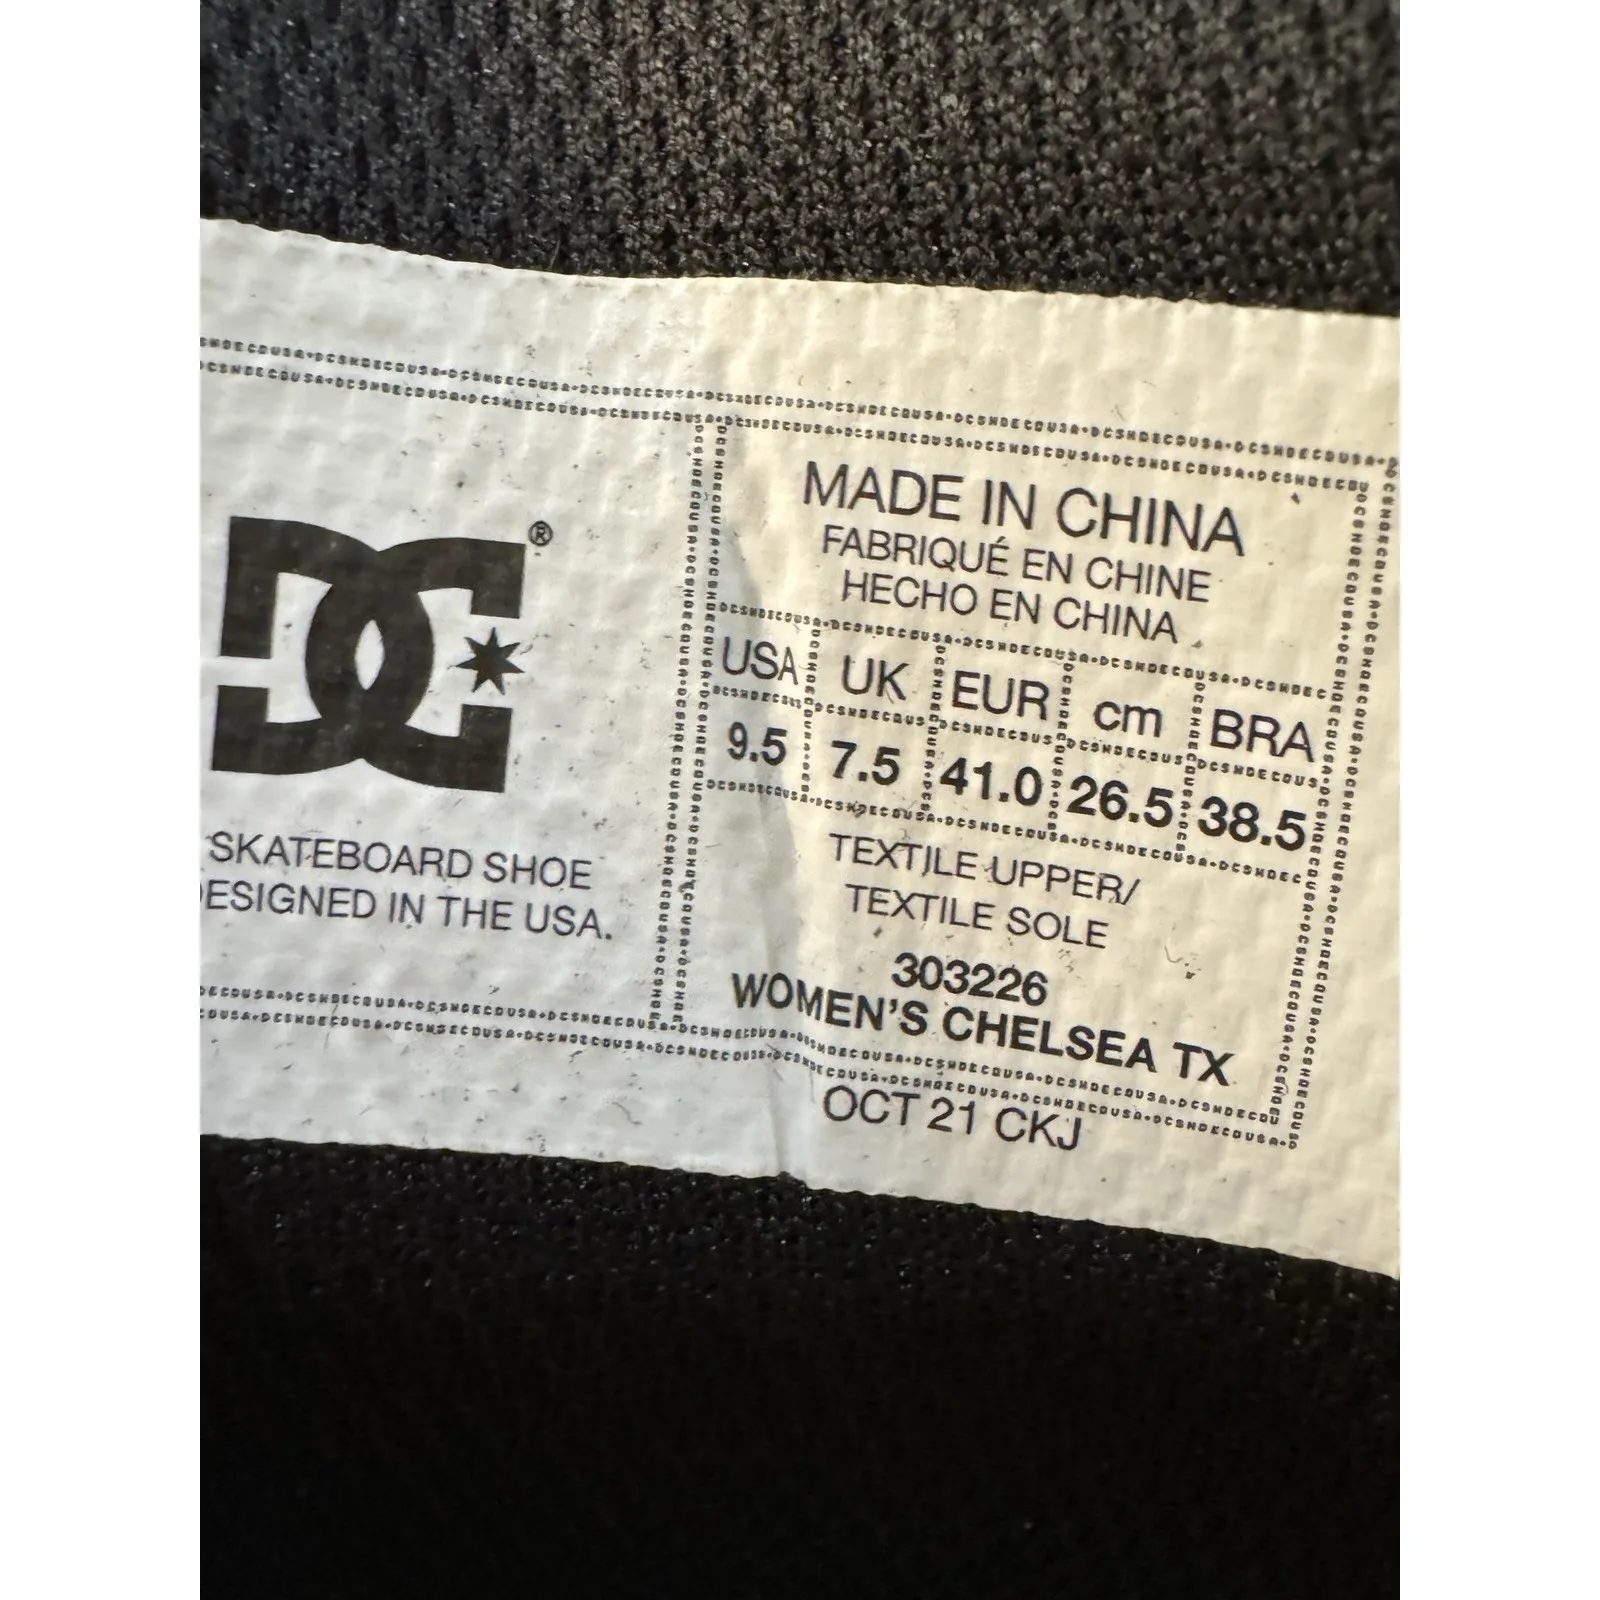 DC®
SKATEBOARD SHOE
DESIGNED IN THE USA.
MADE IN CHINA
FABRIQUÉ EN CHINE
HECHO EN CHINA
USA UK EUR cm BRA
9.5 7.5 41.0 26.5 38.5
TEXTILE UPPER/
TEXTILE SOLE
303226
WOMEN'S CHELSEA TX
OCT 21 CKJ